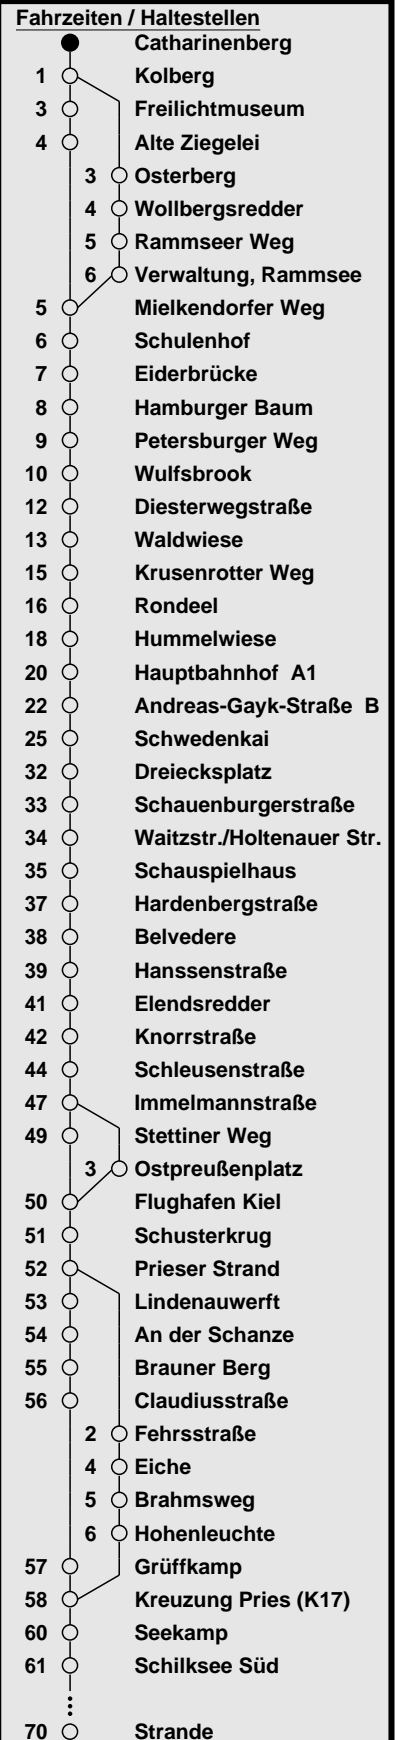 Fahrzeiten / Haltestellen
Catharinenberg
1 Kolberg
3 Freilichtmuseum
4 Alte Ziegelei
3 Osterberg
4 Wollbergsredder
5 Rammseer Weg
6 Verwaltung, Rammsee
5 Mielkendorfer Weg
6 Schulenhof
7 Eiderbrücke
8 Hamburger Baum
9 Petersburger Weg
10 Wulfsbrook
12 Diesterwegstraße
13 Waldwiese
15 Krusenrotter Weg
16 Rondeel
18 Hummelwiese
20 Hauptbahnhof A1
22 Andreas-Gayk-Straße B
25 Schwedenkai
32 Dreiecksplatz
33 Schauenburgerstraße
34 Waitzstr./Holtenauer Str.
35 Schauspielhaus
37 Hardenbergstraße
38 Belvedere
39 Hanssenstraße
41 Elendsredder
42 Knorrstraße
44 Schleusenstraße
47 Immelmannstraße
49 Stettiner Weg
3 Ostpreußenplatz
50 Flughafen Kiel
51 Schusterkrug
52 Prieser Strand
53 Lindenauwerft
54 An der Schanze
55 Brauner Berg
56 Claudiusstraße
2 Fehrsstraße
4 Eiche
5 Brahmsweg
6 Hohenleuchte
57 Grüffkamp
58 Kreuzung Pries (K17)
60 Seekamp
61 Schilksee Süd
70 Strande